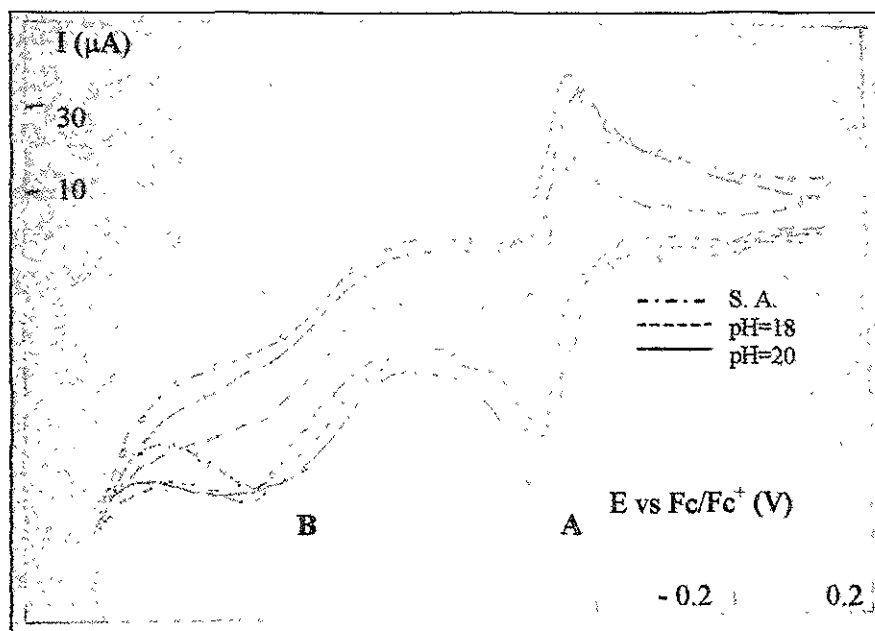 I (μA)
30
10
S. A.
pH=18
pH=20
E vs Fc/Fc⁺ (V)
B
A
- 0.2
0.2